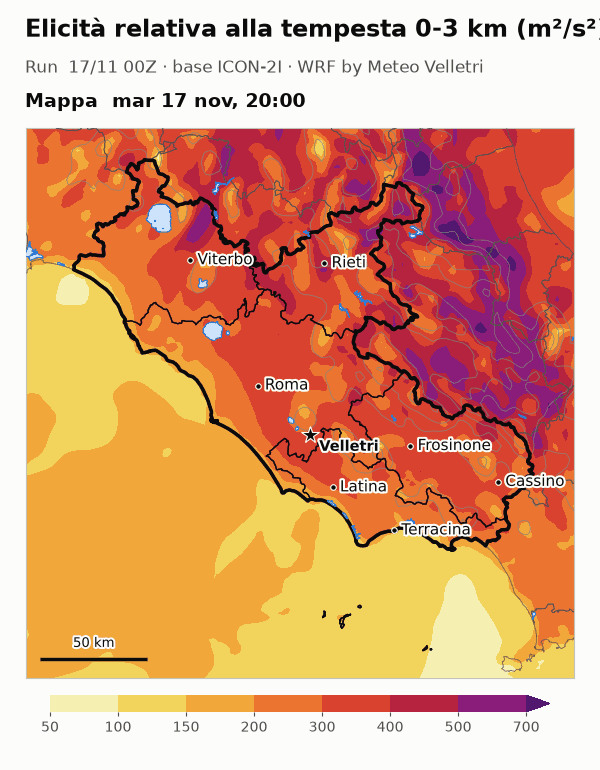 Elicità relativa alla tempesta 0-3 km (m²/s²)
Run 17/11 00Z · base ICON-2I · WRF by Meteo Velletri
Mappa mar 17 nov, 20:00
Viterbo
Rieti
Roma
Velletri
Frosinone
Cassino
Latina
Terracina
50 km
50 100 150 200 300 400 500 700